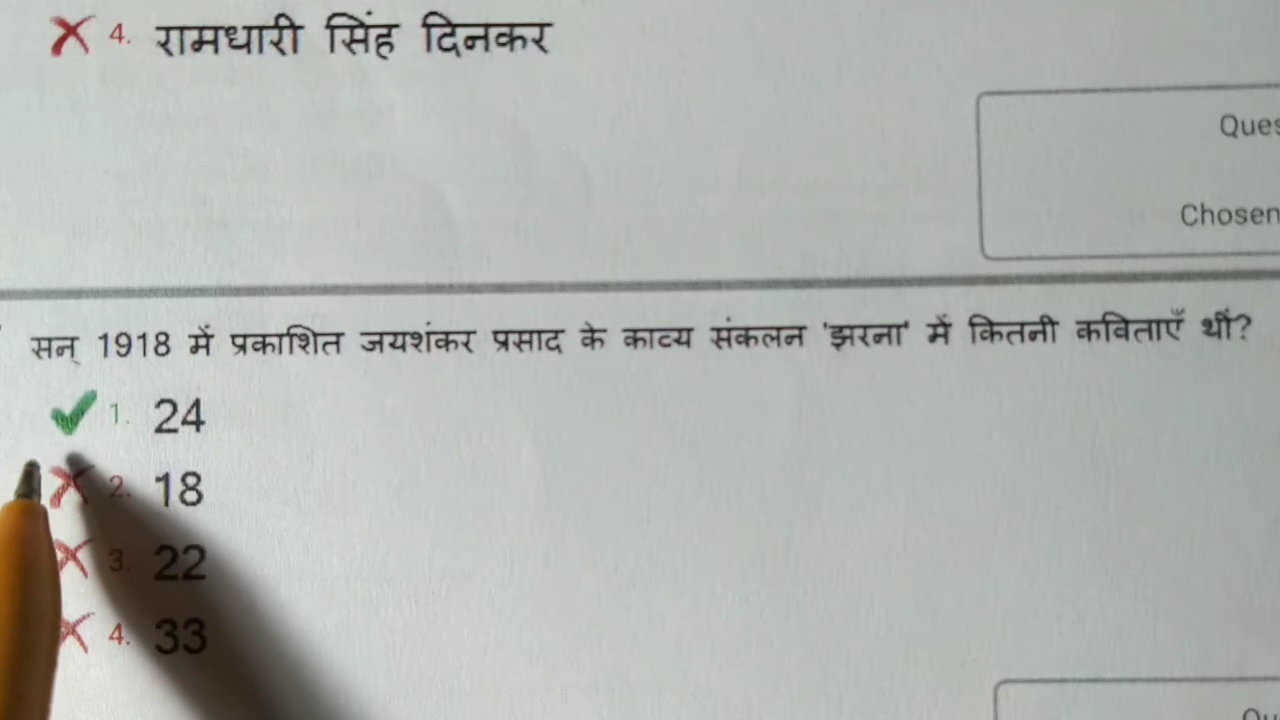 4. रामधारी सिंह दिनकर
Chosen
सन् 1918 में प्रकाशित जयशंकर प्रसाद के काव्य संकलन 'झरना' में कितनी कविताएँ थीं?
1. 24
2. 18
3. 22
4. 33